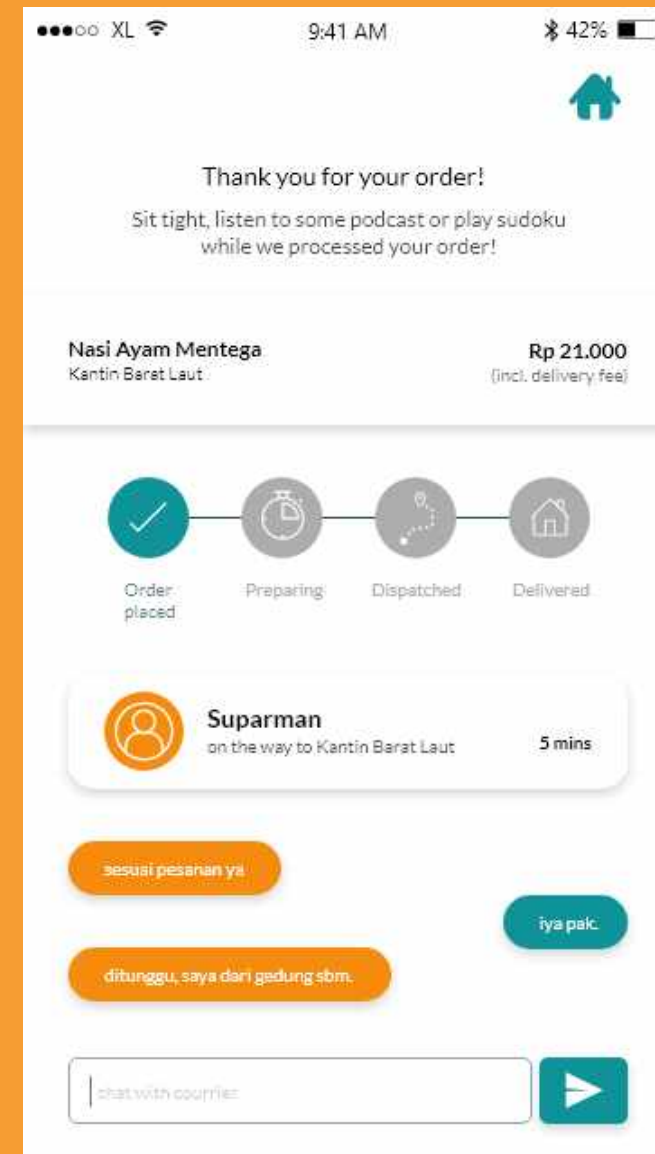 XL 9:41 AM 42%
Thank you for your order!
Sit tight, listen to some podcast or play sudoku
while we processed your order!
Nasi Ayam Mentega Rp 21.000
Kantin Barat Laut (incl. delivery fee)
Order placed Preparing Dispatched Delivered
Suparman
on the way to Kantin Barat Laut 5 mins
sesuai pesanan ya
iya pak.
ditunggu, saya dari gedung sbm.
chat with courrier